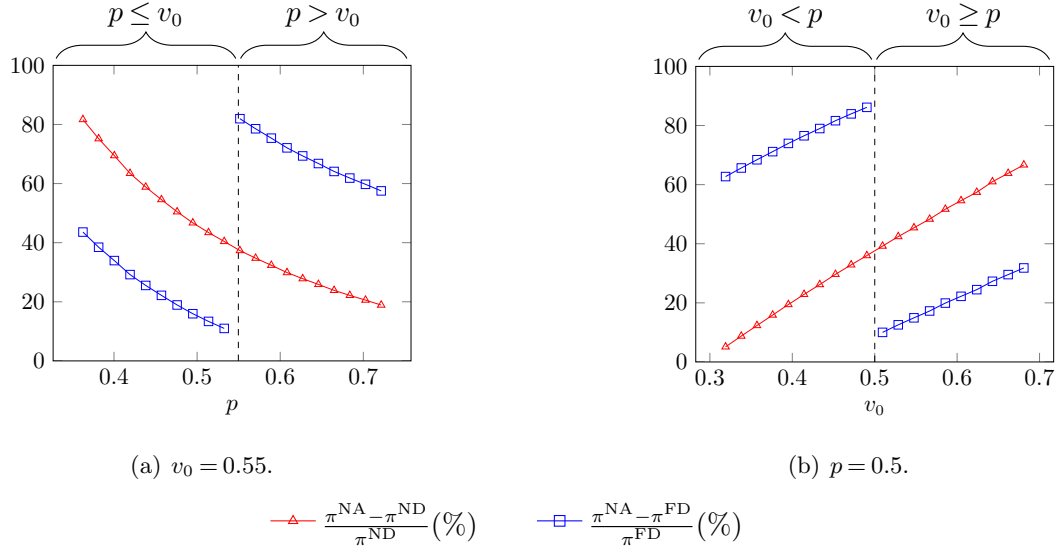 p ≤ v₀ p > v₀
v₀ < p v₀ ≥ p
100
80
60
40
20
0
0.4 0.5 0.6 0.7
p
100
80
60
40
20
0
0.3 0.4 0.5 0.6 0.7
v₀
(a) v₀ = 0.55.
(b) p = 0.5.
(π^NA − π^ND)/π^ND (%)
(π^NA − π^FD)/π^FD (%)